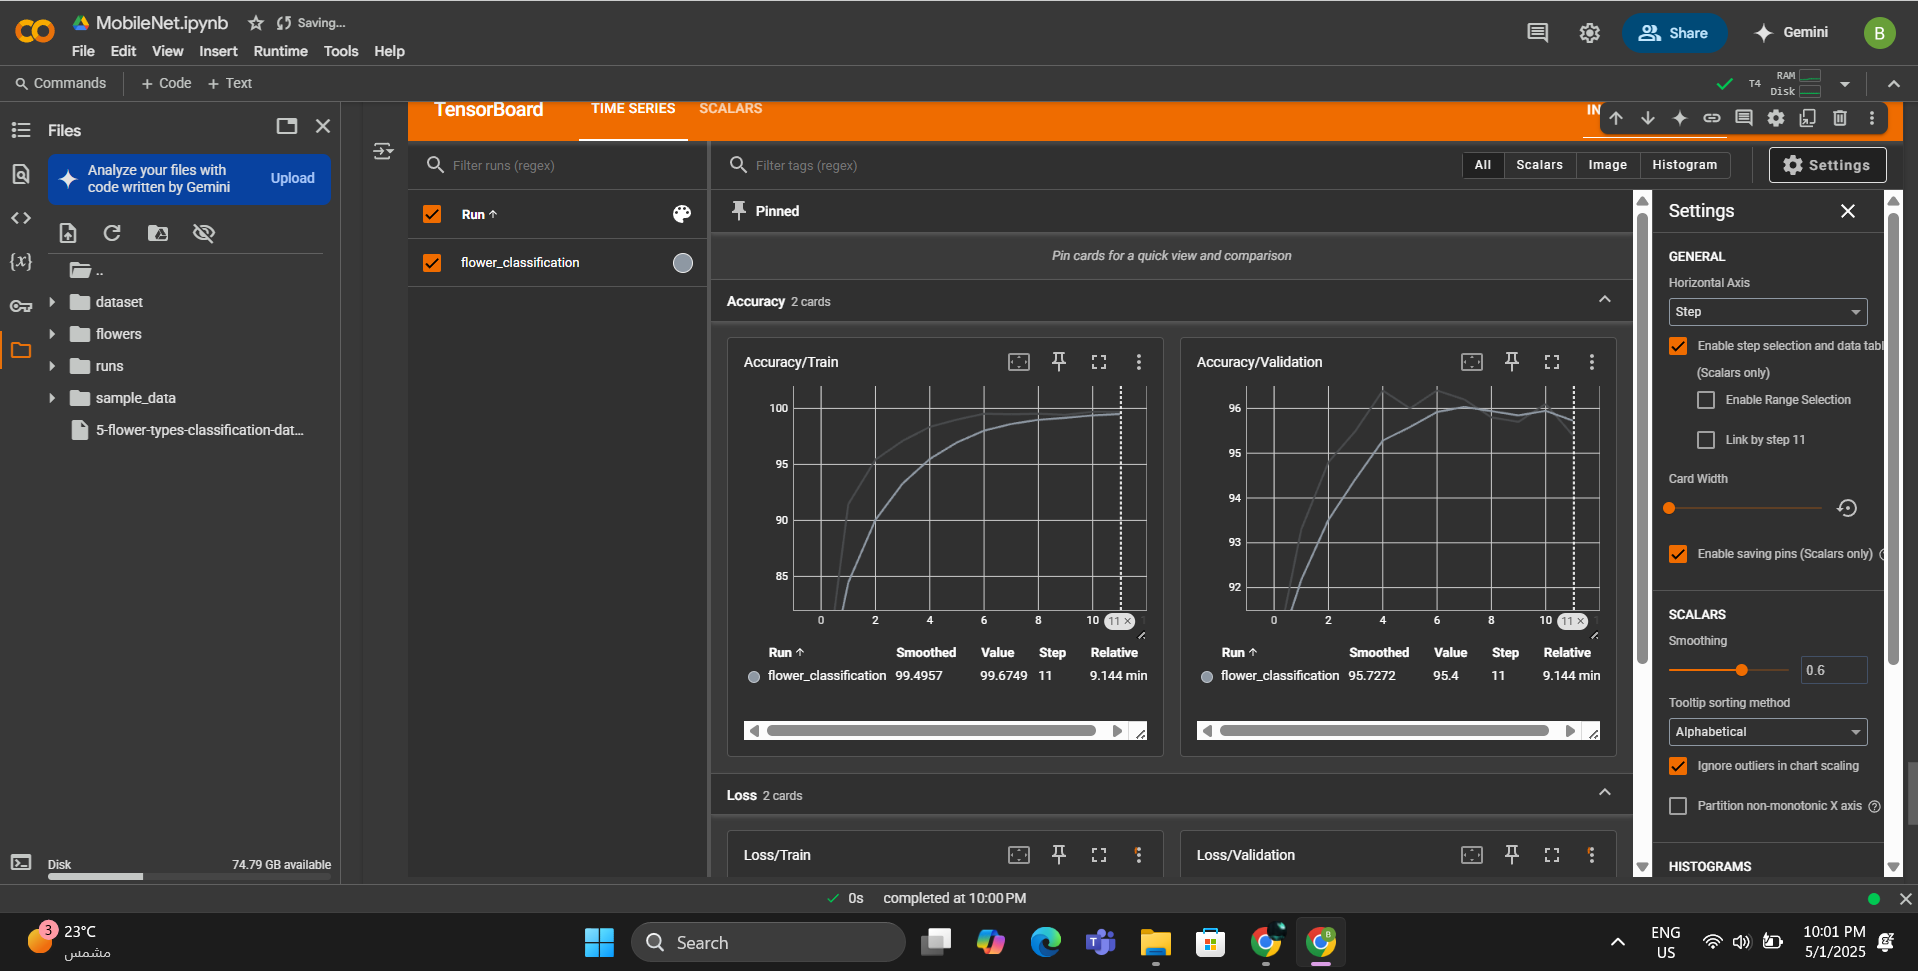 MobileNet.ipynb Saving...
File Edit View Insert Runtime Tools Help
Share
Gemini
B
Commands + Code + Text
T4
RAM
Disk
Files
Analyze your files with
code written by Gemini
Upload
..
dataset
flowers
runs
sample_data
5-flower-types-classification-dat...
Disk 74.79 GB available
TensorBoard TIME SERIES SCALARS
IN
Filter runs (regex)
Filter tags (regex)
All Scalars Image Histogram
Settings
Run
flower_classification
Pinned
Pin cards for a quick view and comparison
Accuracy 2 cards
Accuracy/Train
100
95
90
85
0 2 4 6 8 10 11
Run Smoothed Value Step Relative
flower_classification 99.4957 99.6749 11 9.144 min
Accuracy/Validation
96
95
94
93
92
0 2 4 6 8 10 11
Run Smoothed Value Step Relative
flower_classification 95.7272 95.4 11 9.144 min
Loss 2 cards
Loss/Train
Loss/Validation
Settings
GENERAL
Horizontal Axis
Step
Enable step selection and data tabl
(Scalars only)
Enable Range Selection
Link by step 11
Card Width
Enable saving pins (Scalars only)
SCALARS
Smoothing
0.6
Tooltip sorting method
Alphabetical
Ignore outliers in chart scaling
Partition non-monotonic X axis
HISTOGRAMS
0s completed at 10:00 PM
3
23°C
مشمس
Search
ENG
US
10:01 PM
5/1/2025